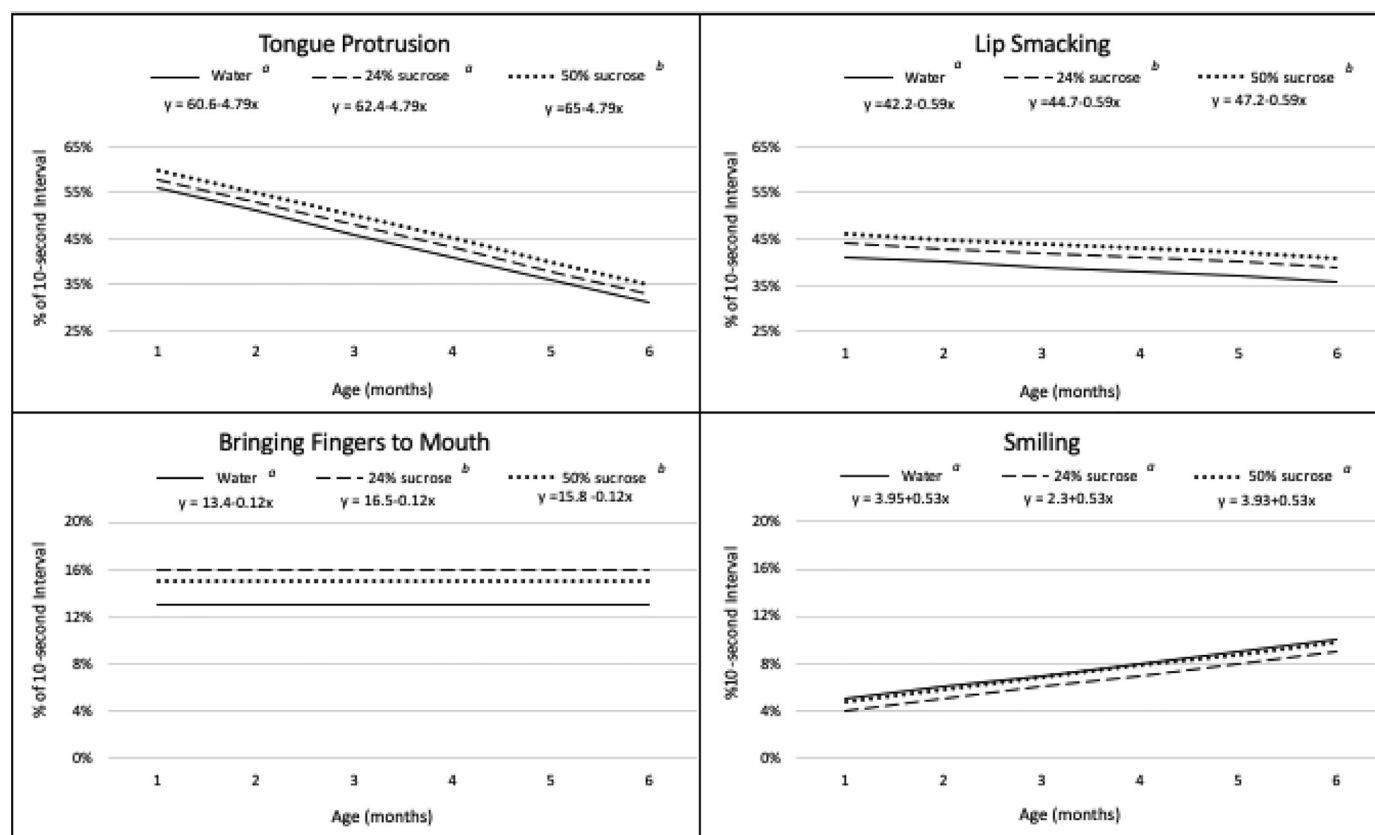 Tongue Protrusion
Water a 24% sucrose a 50% sucrose b
y = 60.6-4.79x y = 62.4-4.79x y =65-4.79x
% of 10-second Interval
65%
55%
45%
35%
25%
1 2 3 4 5 6
Age (months)
Lip Smacking
Water a 24% sucrose b 50% sucrose b
y =42.2-0.59x y =44.7-0.59x y = 47.2-0.59x
% of 10-second Interval
65%
55%
45%
35%
25%
1 2 3 4 5 6
Age (months)
Bringing Fingers to Mouth
Water a 24% sucrose b 50% sucrose b
y = 13.4-0.12x y = 16.5-0.12x y =15.8 -0.12x
% of 10-second Interval
20%
16%
12%
8%
4%
0%
1 2 3 4 5 6
Age (months)
Smiling
Water a 24% sucrose a 50% sucrose a
y = 3.95+0.53x y = 2.3+0.53x y = 3.93+0.53x
%10-second Interval
20%
16%
12%
8%
4%
0%
1 2 3 4 5 6
Age (months)